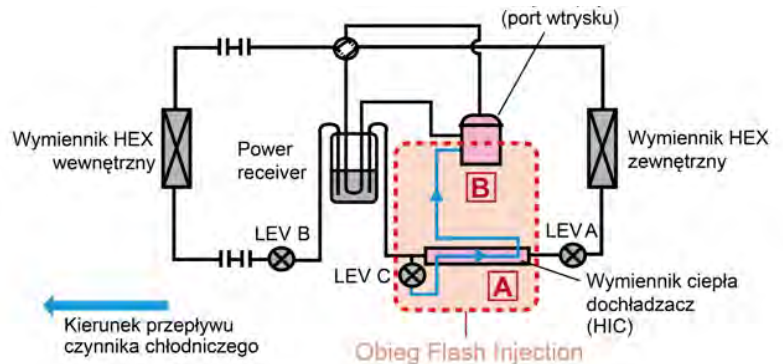 (port wtrysku)
Wymiennik HEX
wewnętrzny
Power
receiver
Wymiennik HEX
zewnętrzny
B
LEV B
LEV A
LEV C
A
Wymiennik ciepła
dochładzacz
(HIC)
Kierunek przepływu
czynnika chłodniczego
Obieg Flash Injection